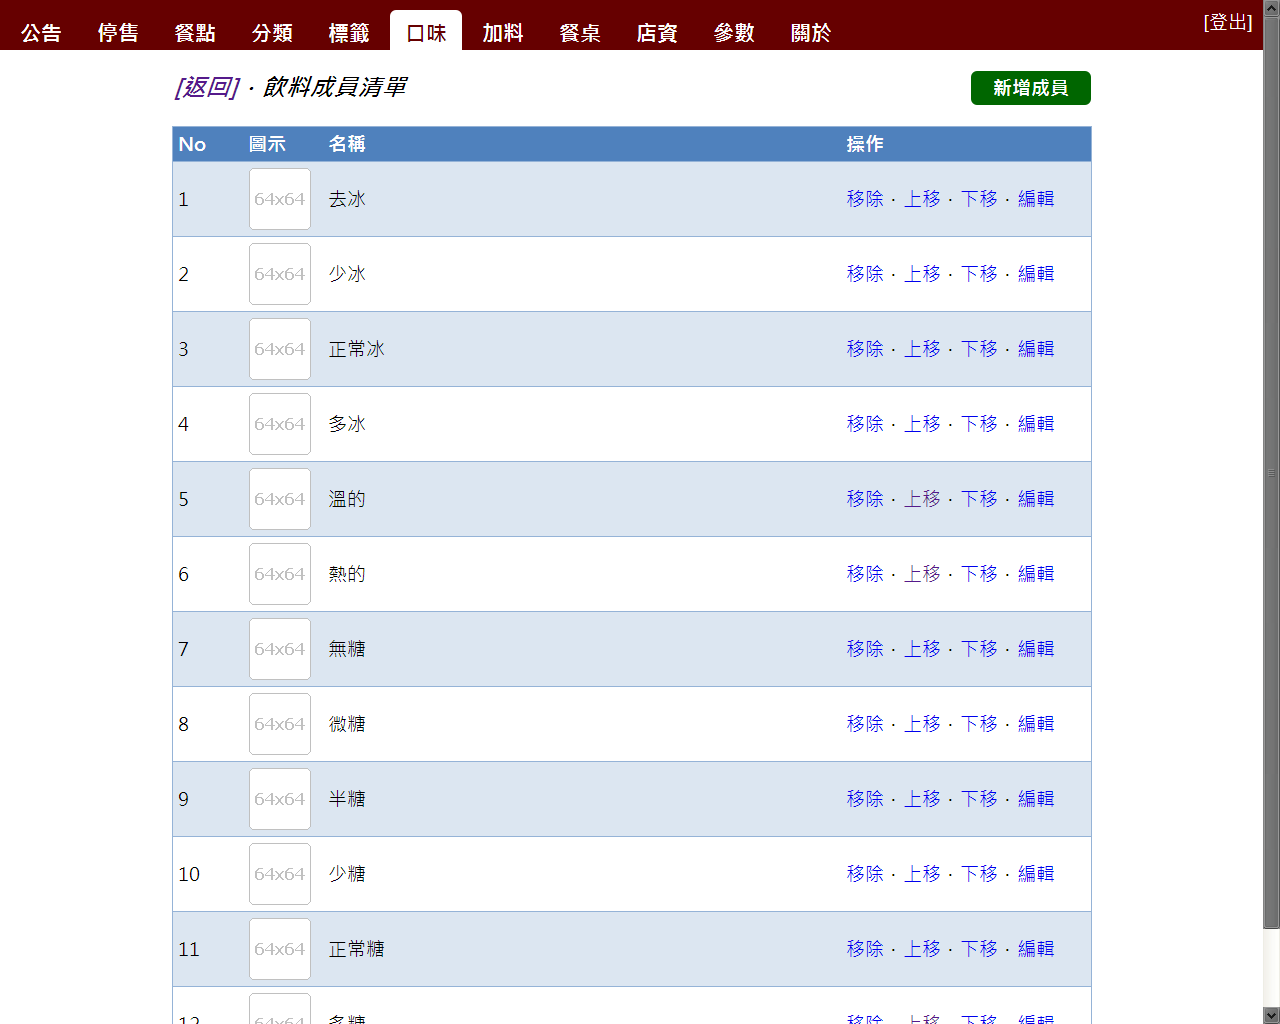 公告 停售 餐點 分類 標籤 口味 加料 餐桌 店資 參數 關於 [登出]
[返回] · 飲料成員清單 新增成員
No 圖示 名稱 操作
1 64x64 去冰 移除 · 上移 · 下移 · 編輯
2 64x64 少冰 移除 · 上移 · 下移 · 編輯
3 64x64 正常冰 移除 · 上移 · 下移 · 編輯
4 64x64 多冰 移除 · 上移 · 下移 · 編輯
5 64x64 溫的 移除 · 上移 · 下移 · 編輯
6 64x64 熱的 移除 · 上移 · 下移 · 編輯
7 64x64 無糖 移除 · 上移 · 下移 · 編輯
8 64x64 微糖 移除 · 上移 · 下移 · 編輯
9 64x64 半糖 移除 · 上移 · 下移 · 編輯
10 64x64 少糖 移除 · 上移 · 下移 · 編輯
11 64x64 正常糖 移除 · 上移 · 下移 · 編輯
12 64x64 多糖 移除 · 上移 · 下移 · 編輯